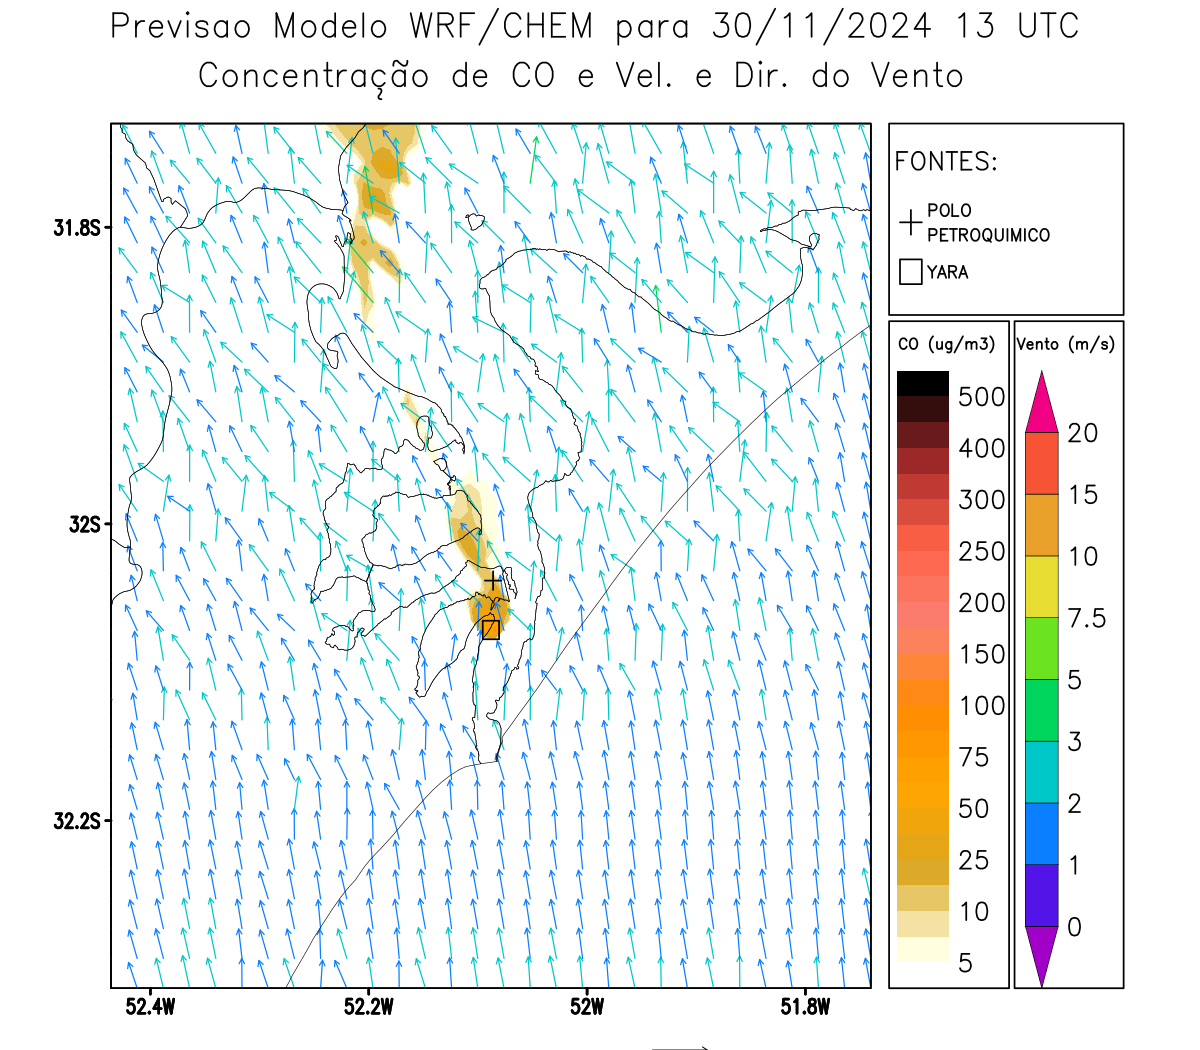 Previsao Modelo WRF/CHEM para 30/11/2024 13 UTC
Concentração de CO e Vel. e Dir. do Vento
FONTES:
POLO
PETROQUIMICO
YARA
CO (ug/m3)
500
400
300
250
200
150
100
75
50
25
10
5
Vento (m/s)
20
15
10
7.5
5
3
2
1
0
31.8S
32S
32.2S
52.4W
52.2W
52W
51.8W